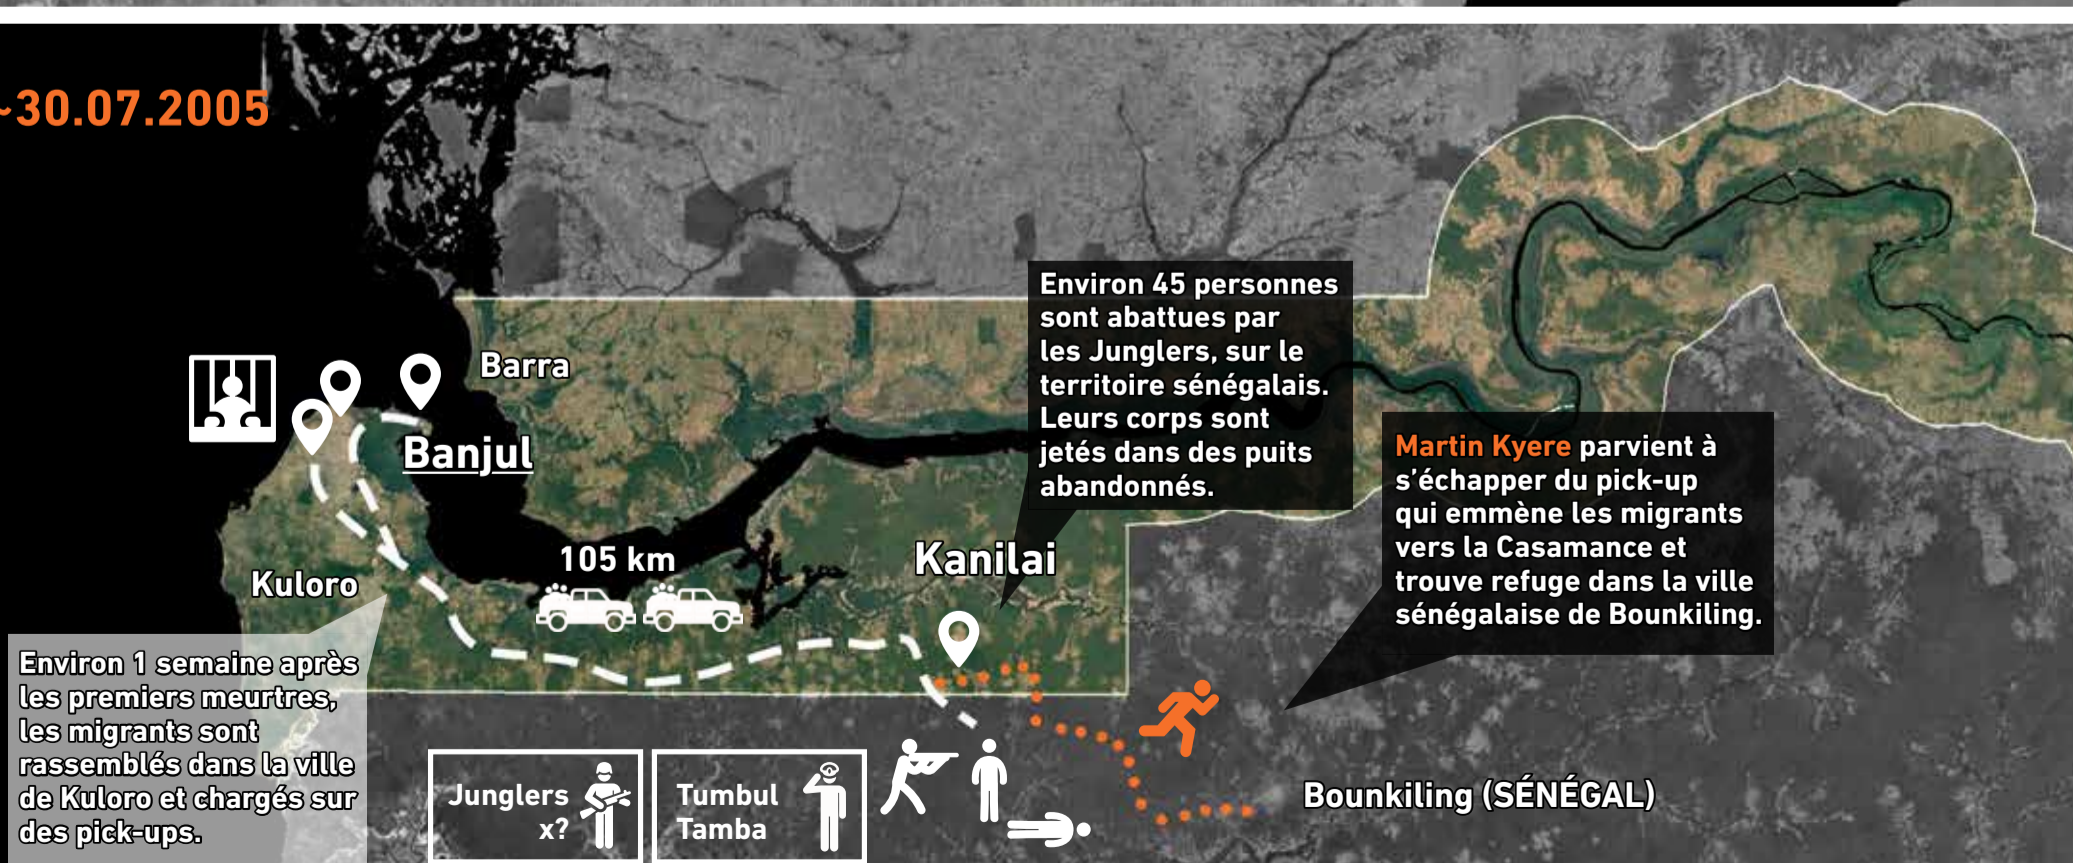 ~30.07.2005
Barra
Banjul
Kuloro
105 km
Kanilai
Environ 45 personnes
sont abattues par
les Junglers, sur le
territoire sénégalais.
Leurs corps sont
jetés dans des puits
abandonnés.
Martin Kyere parvient à
s’échapper du pick-up
qui emmène les migrants
vers la Casamance et
trouve refuge dans la ville
sénégalaise de Bounkiling.
Environ 1 semaine après
les premiers meurtres,
les migrants sont
rassemblés dans la ville
de Kuloro et chargés sur
des pick-ups.
Junglers
x?
Tumbul
Tamba
Bounkiling (SÉNÉGAL)